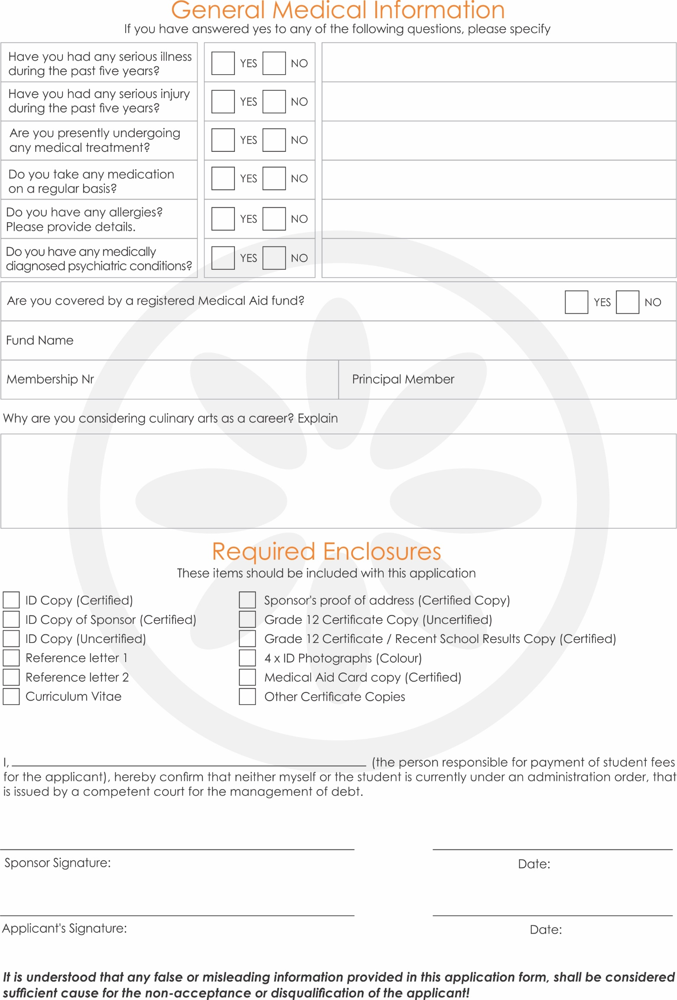 General Medical Information
If you have answered yes to any of the following questions, please specify
Have you had any serious illness
during the past five years?
YES NO
Have you had any serious injury
during the past five years?
YES NO
Are you presently undergoing
any medical treatment?
YES NO
Do you take any medication
on a regular basis?
YES NO
Do you have any allergies?
Please provide details.
YES NO
Do you have any medically
diagnosed psychiatric conditions?
YES NO
Are you covered by a registered Medical Aid fund? YES NO
Fund Name
Membership Nr Principal Member
Why are you considering culinary arts as a career? Explain
Required Enclosures
These items should be included with this application
ID Copy (Certified)
ID Copy of Sponsor (Certified)
ID Copy (Uncertified)
Reference letter 1
Reference letter 2
Curriculum Vitae
Sponsor's proof of address (Certified Copy)
Grade 12 Certificate Copy (Uncertified)
Grade 12 Certificate / Recent School Results Copy (Certified)
4 x ID Photographs (Colour)
Medical Aid Card copy (Certified)
Other Certificate Copies
I, (the person responsible for payment of student fees
for the applicant), hereby confirm that neither myself or the student is currently under an administration order, that
is issued by a competent court for the management of debt.
Sponsor Signature: Date:
Applicant's Signature: Date:
It is understood that any false or misleading information provided in this application form, shall be considered
sufficient cause for the non-acceptance or disqualification of the applicant!